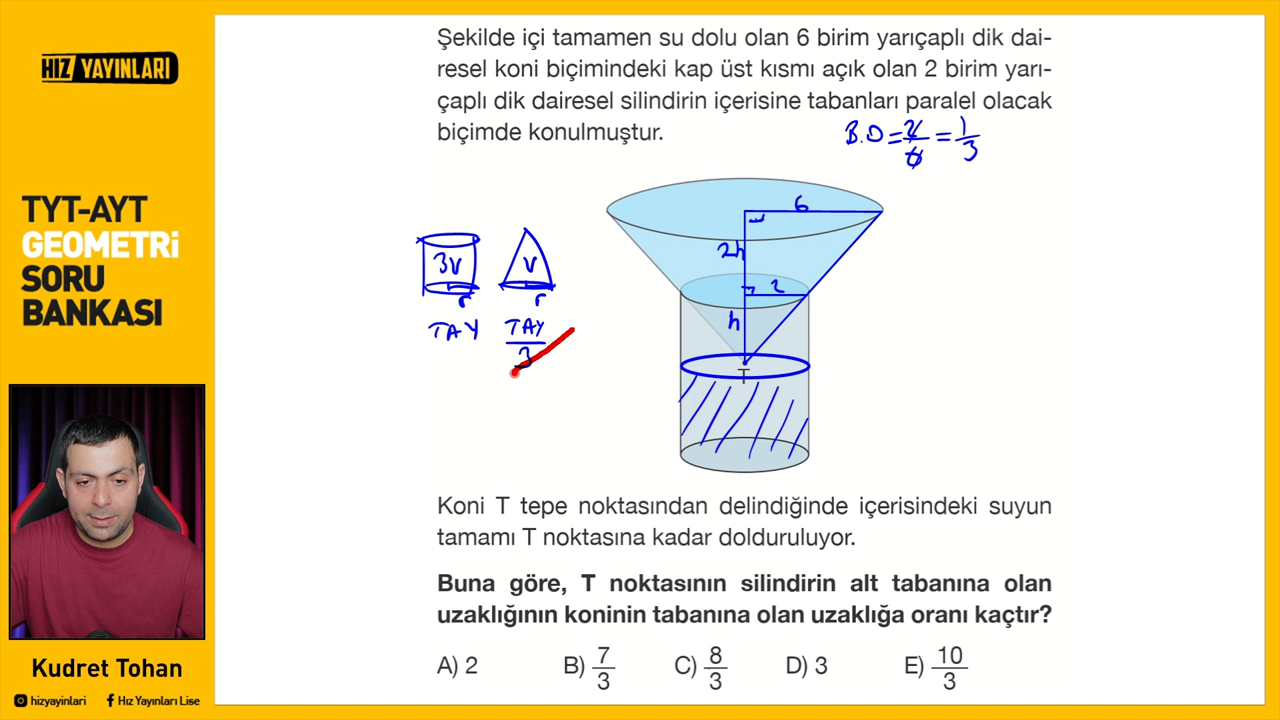 HIZ YAYINLARI
TYT-AYT
GEOMETRİ
SORU
BANKASI
Kudret Tohan
hizyayinlari
Hız Yayınları Lise
Şekilde içi tamamen su dolu olan 6 birim yarıçaplı dik dai-
resel koni biçimindeki kap üst kısmı açık olan 2 birim yarı-
çaplı dik dairesel silindirin içerisine tabanları paralel olacak
biçimde konulmuştur.
B.O = 2/6 = 1/3
6
2h
2
h
T
3V
V
r
r
TAY
TAY/3
Koni T tepe noktasından delindiğinde içerisindeki suyun
tamamı T noktasına kadar dolduruluyor.
Buna göre, T noktasının silindirin alt tabanına olan
uzaklığının koninin tabanına olan uzaklığa oranı kaçtır?
A) 2 B) 7/3 C) 8/3 D) 3 E) 10/3